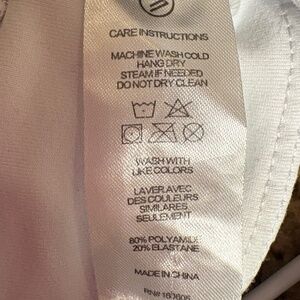 CARE INSTRUCTIONS
MACHINE WASH COLD
HANG DRY
STEAM IF NEEDED
DO NOT DRY CLEAN
WASH WITH
LIKE COLORS
LAVER AVEC
DES COULEURS
SIMILAIRES
SEULEMENT
80% POLYAMIDE
20% ELASTANE
MADE IN CHINA
RN#